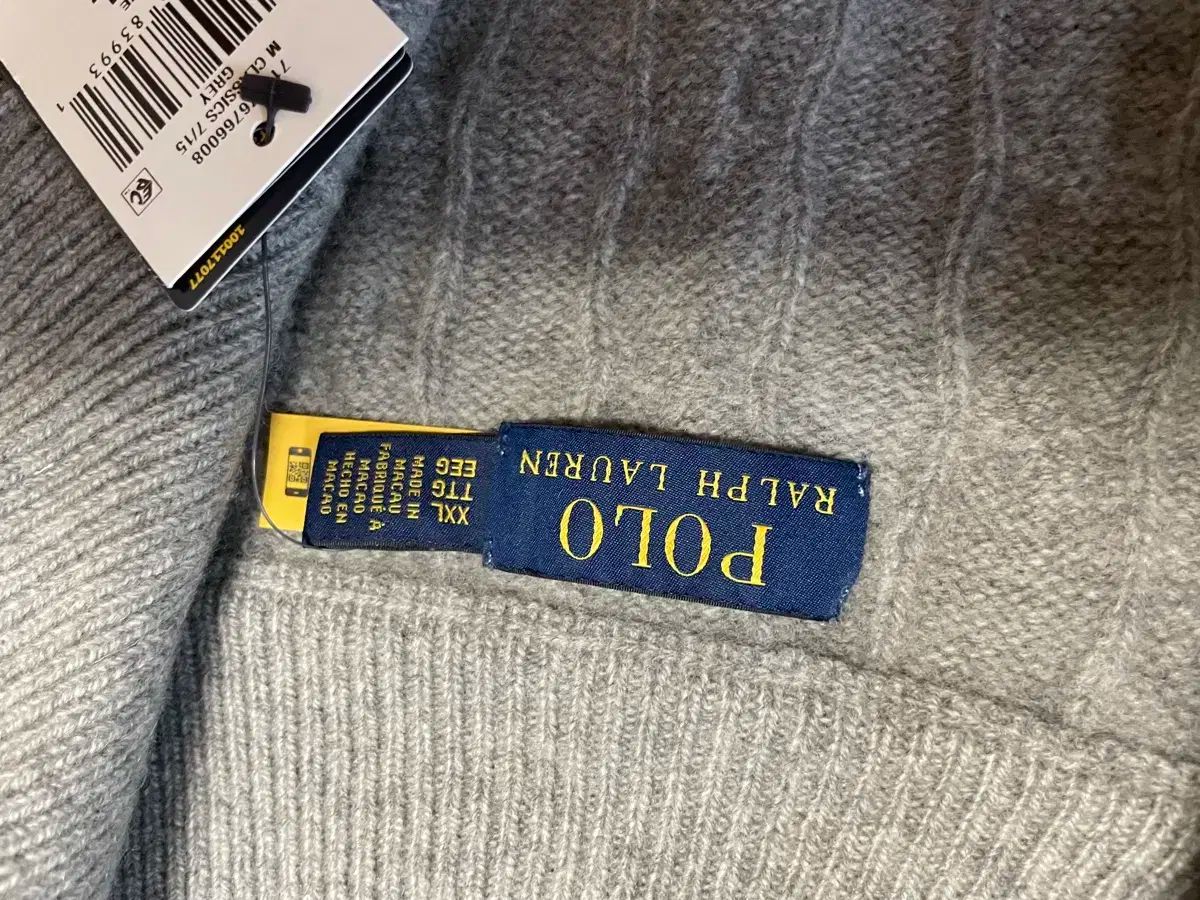 POLO
RALPH LAUREN
XXL
TTG
EEG
MADE IN
MACAU
FABRIQUÉ À
MACAO
HECHO EN
MACAO
83993 1
M CLASSICS 7/15
GREY
100117077